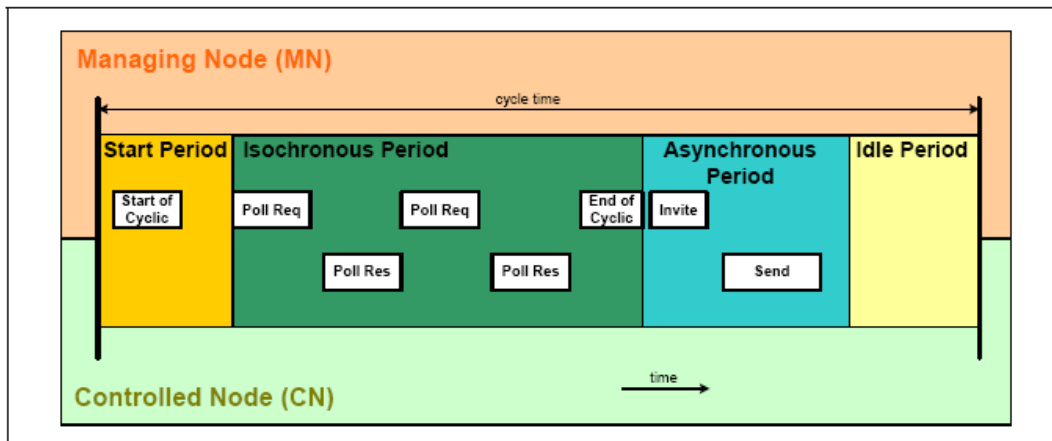 Managing Node (MN)
cycle time
Start Period
Isochronous Period
Asynchronous
Period
Idle Period
Start of
Cyclic
Poll Req
Poll Req
End of
Cyclic
Invite
Poll Res
Poll Res
Send
time
Controlled Node (CN)